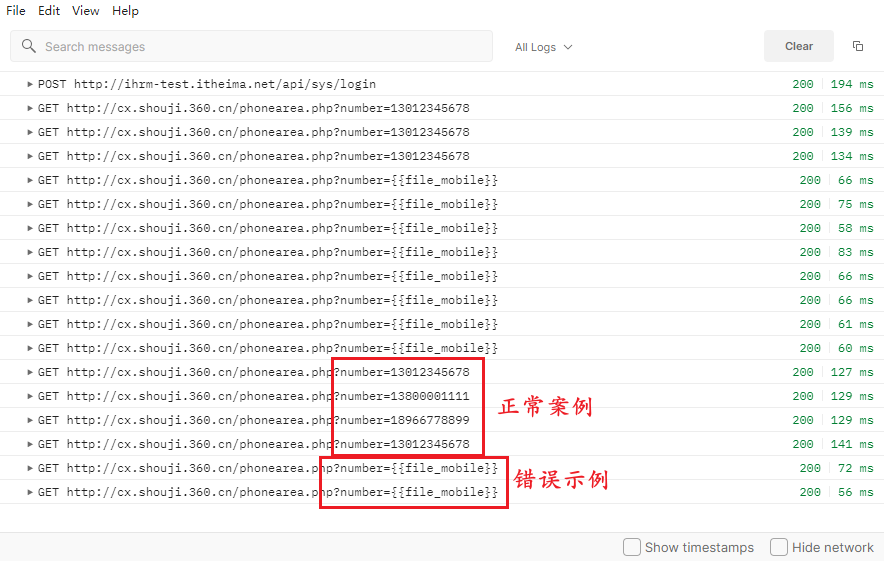 File Edit View Help
Search messages All Logs Clear
POST http://ihrm-test.itheima.net/api/sys/login 200 194 ms
GET http://cx.shouji.360.cn/phonearea.php?number=13012345678 200 156 ms
GET http://cx.shouji.360.cn/phonearea.php?number=13012345678 200 139 ms
GET http://cx.shouji.360.cn/phonearea.php?number=13012345678 200 134 ms
GET http://cx.shouji.360.cn/phonearea.php?number={{file_mobile}} 200 66 ms
GET http://cx.shouji.360.cn/phonearea.php?number={{file_mobile}} 200 75 ms
GET http://cx.shouji.360.cn/phonearea.php?number={{file_mobile}} 200 58 ms
GET http://cx.shouji.360.cn/phonearea.php?number={{file_mobile}} 200 83 ms
GET http://cx.shouji.360.cn/phonearea.php?number={{file_mobile}} 200 66 ms
GET http://cx.shouji.360.cn/phonearea.php?number={{file_mobile}} 200 66 ms
GET http://cx.shouji.360.cn/phonearea.php?number={{file_mobile}} 200 61 ms
GET http://cx.shouji.360.cn/phonearea.php?number={{file_mobile}} 200 60 ms
GET http://cx.shouji.360.cn/phonearea.php?number=13012345678 200 127 ms
GET http://cx.shouji.360.cn/phonearea.php?number=13800001111 200 129 ms
正常案例
GET http://cx.shouji.360.cn/phonearea.php?number=18966778899 200 129 ms
GET http://cx.shouji.360.cn/phonearea.php?number=13012345678 200 141 ms
GET http://cx.shouji.360.cn/phonearea.php?number={{file_mobile}} 200 72 ms
错误示例
GET http://cx.shouji.360.cn/phonearea.php?number={{file_mobile}} 200 56 ms
Show timestamps Hide network